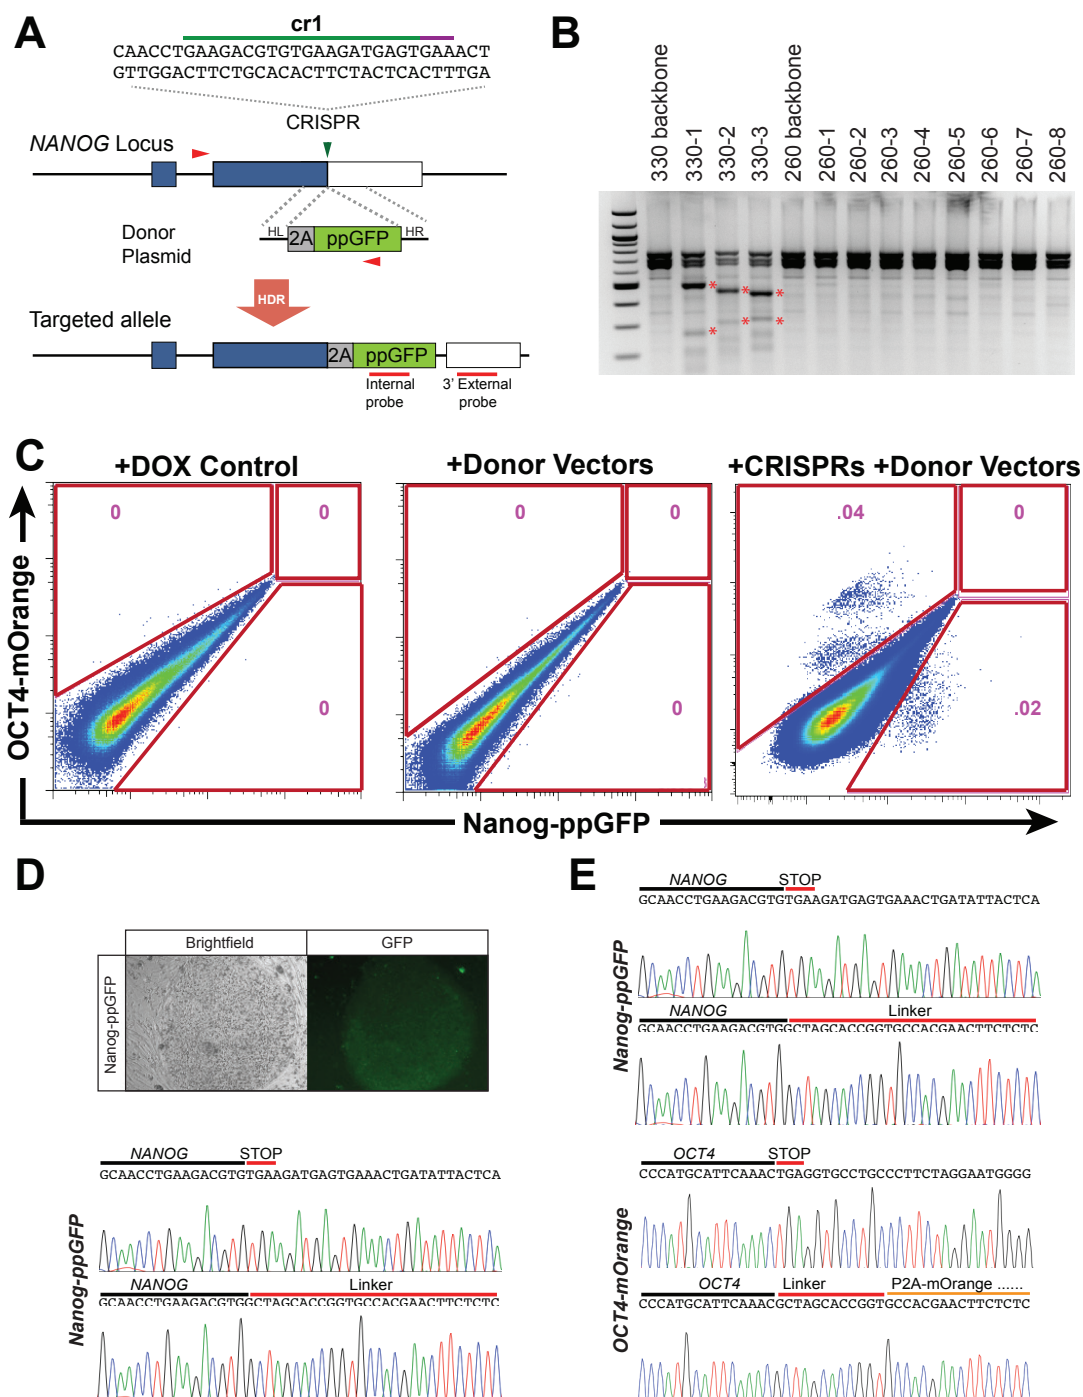 A
cr1
CAACCTGAAGACGTGTGAAGATGAGTGAAACT
GTTGGACTTCTGCACACTTCTACTCACTTTGA
CRISPR
NANOG Locus
HL
2A
ppGFP
HR
Donor
Plasmid
HDR
Targeted allele
2A
ppGFP
Internal
probe
3' External
probe
B
330 backbone
330-1
330-2
330-3
260 backbone
260-1
260-2
260-3
260-4
260-5
260-6
260-7
260-8
*
*
*
*
*
*
C
+DOX Control
+Donor Vectors
+CRISPRs +Donor Vectors
OCT4-mOrange
0
0
0
0
0
0
.04
0
.02
Nanog-ppGFP
D
Brightfield
GFP
Nanog-ppGFP
NANOG
STOP
GCAACCTGAAGACGTGTGAAGATGAGTGAAACTGATATTACTCA
Nanog-ppGFP
NANOG
Linker
GCAACCTGAAGACGTGGCTAGCACCGGTGCCACGAACTTCTCTC
E
NANOG
STOP
GCAACCTGAAGACGTGTGAAGATGAGTGAAACTGATATTACTCA
Nanog-ppGFP
NANOG
Linker
GCAACCTGAAGACGTGGCTAGCACCGGTGCCACGAACTTCTCTC
OCT4
STOP
CCCATGCATTCAAACTGAGGTGCCTGCCCTTCTAGGAATGGGG
OCT4-mOrange
OCT4
Linker
P2A-mOrange ......
CCCATGCATTCAAACGCTAGCACCGGTGCCACGAACTTCTCTC